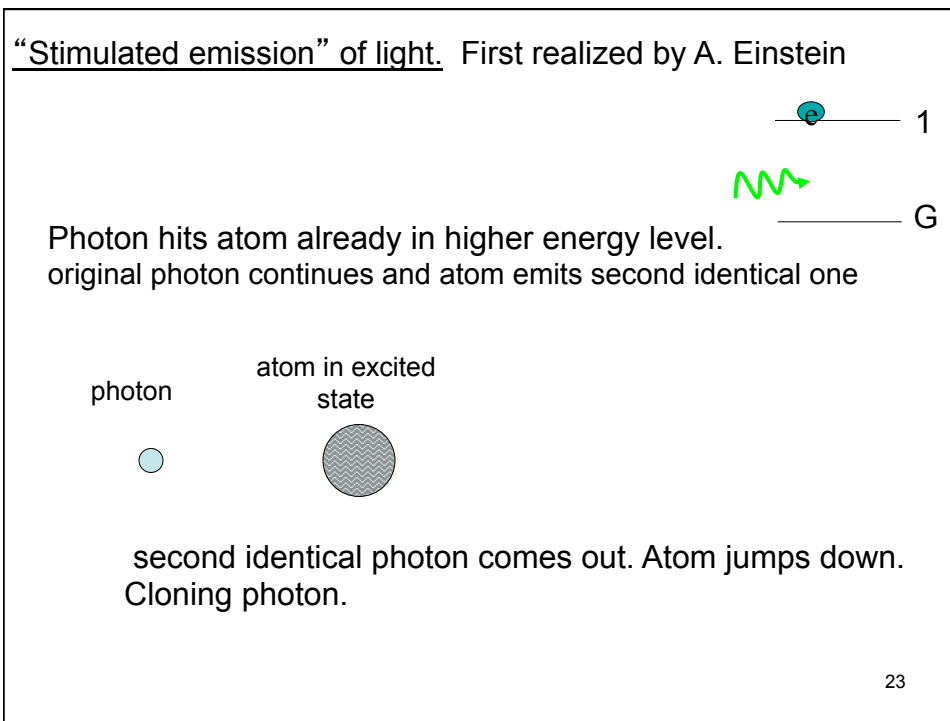 “Stimulated emission” of light. First realized by A. Einstein
e
1
G
Photon hits atom already in higher energy level.
original photon continues and atom emits second identical one
photon
atom in excited
state
second identical photon comes out. Atom jumps down.
Cloning photon.
23